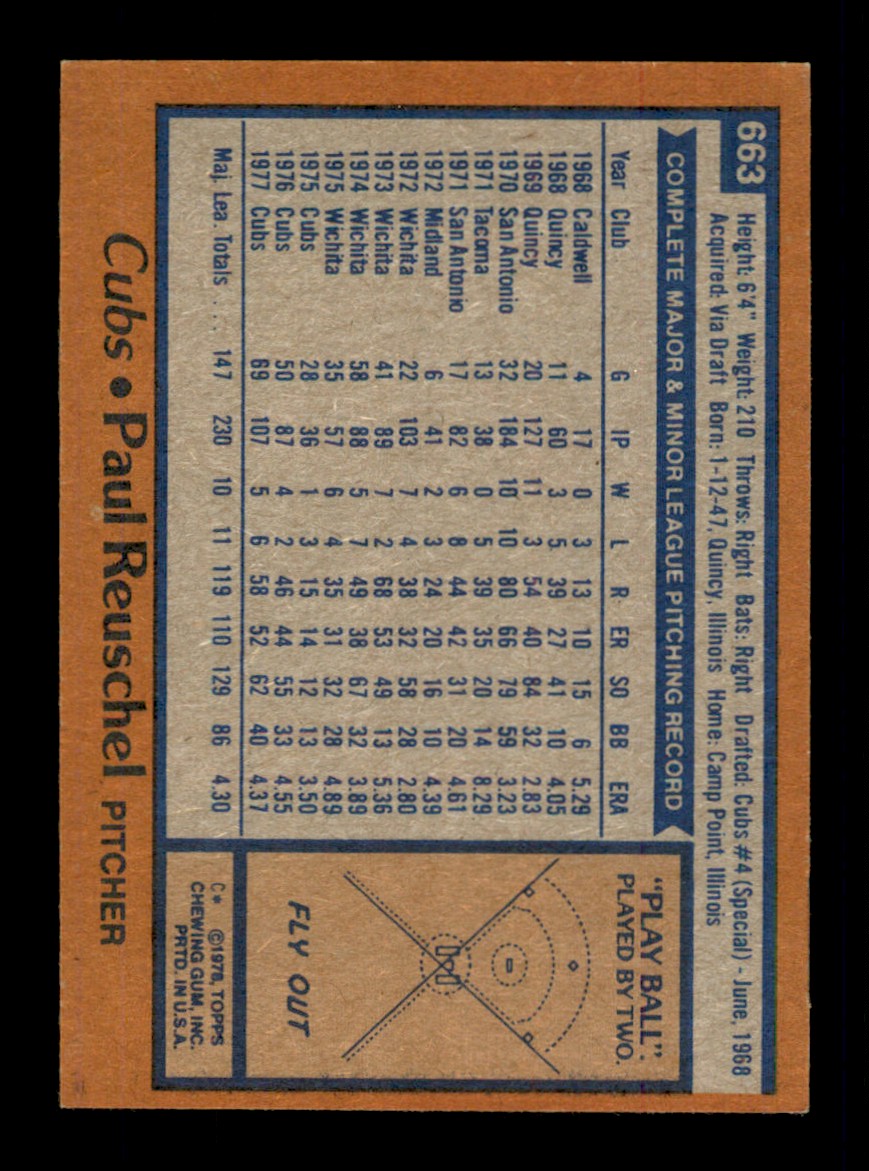 663
Height: 6'4" Weight: 210 Throws: Right Bats: Right Drafted: Cubs #4 (Special) - June, 1968
Acquired: Via Draft Born: 1-12-47, Quincy, Illinois Home: Camp Point, Illinois
COMPLETE MAJOR & MINOR LEAGUE PITCHING RECORD
Year Club G IP W L R ER SO BB ERA
1968 Caldwell 4 17 0 3 13 10 15 6 5.29
1968 Quincy 11 60 3 5 39 27 41 10 4.05
1969 Quincy 20 127 11 3 54 40 84 32 2.83
1970 San Antonio 32 184 10 10 80 66 79 59 3.23
1971 Tacoma 13 38 0 5 39 35 20 14 8.29
1971 San Antonio 17 82 6 8 44 42 31 20 4.61
1972 Midland 6 41 2 3 24 20 16 10 4.39
1972 Wichita 22 103 7 4 38 32 58 28 2.80
1973 Wichita 41 89 7 2 68 53 49 13 5.36
1974 Wichita 58 88 5 7 49 38 67 32 3.89
1975 Wichita 35 57 6 4 35 31 32 28 4.89
1975 Cubs 28 36 1 3 15 14 12 13 3.50
1976 Cubs 50 87 4 2 46 44 55 33 4.55
1977 Cubs 69 107 5 6 58 52 62 40 4.37
Maj. Lea. Totals . . . 147 230 10 11 119 110 129 86 4.30
"PLAY BALL":
PLAYED BY TWO.
FLY OUT
C* ©1978, TOPPS
CHEWING GUM, INC.
PRTD. IN U.S.A.
Cubs • Paul Reuschel PITCHER